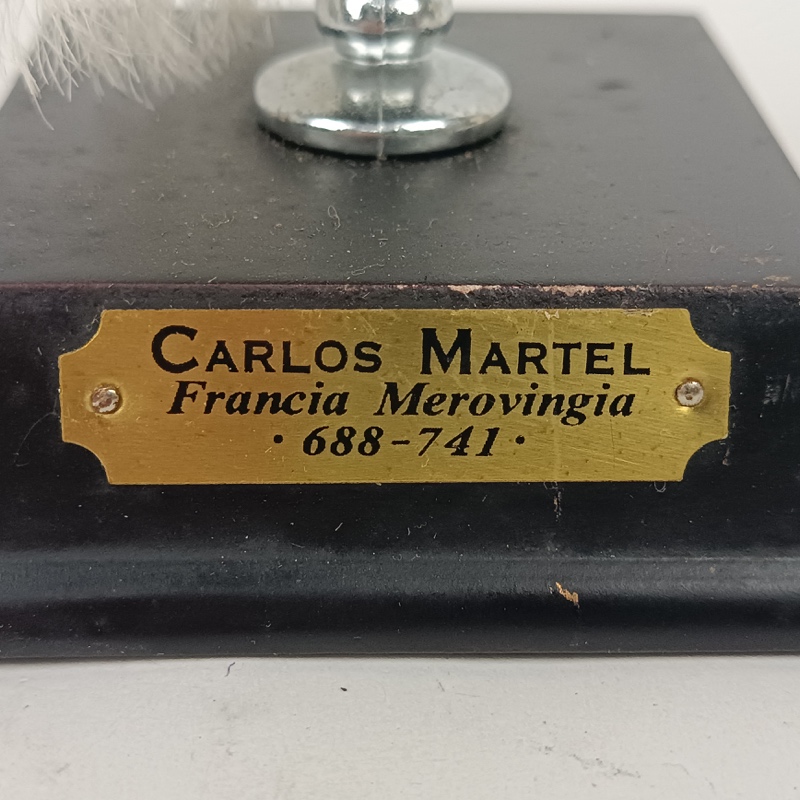 CARLOS MARTEL
Francia Merovingia
· 688-741 ·